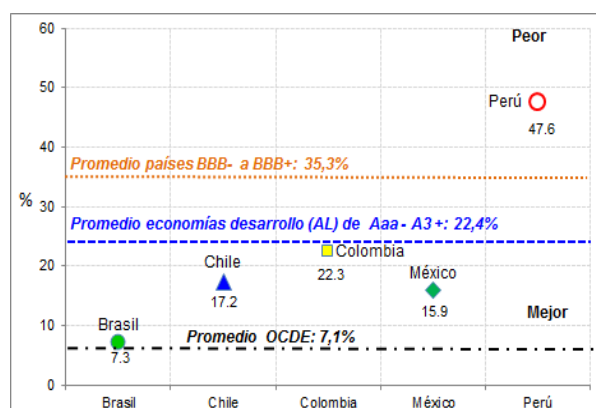 60
Peor
50
Perú
47.6
40
Promedio países BBB- a BBB+: 35,3%
30
%
Promedio economías desarrollo (AL) de Aaa - A3 +: 22,4%
Colombia
22.3
20
Chile
17.2
México
15.9
Mejor
10
Brasil
7.3
Promedio OCDE: 7,1%
0
Brasil Chile Colombia México Perú